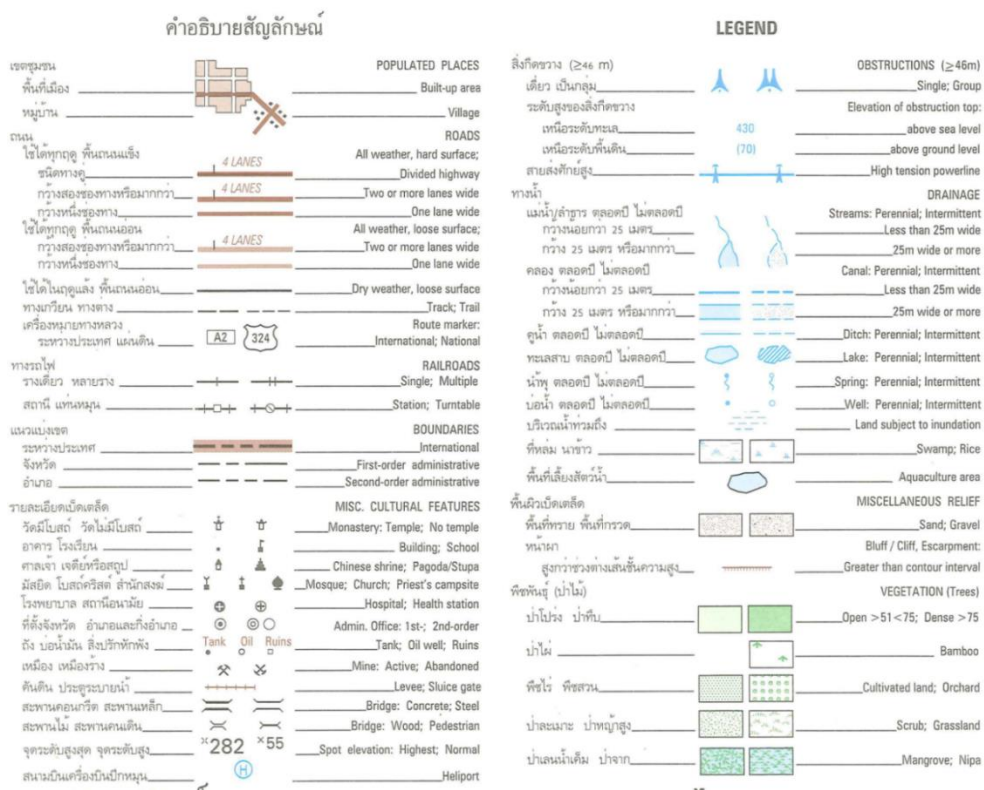 คำอธิบายสัญลักษณ์
เขตชุมชน POPULATED PLACES
พื้นที่เมือง Built-up area
หมู่บ้าน Village
ถนน ROADS
ใช้ได้ทุกฤดู พื้นถนนแข็ง All weather, hard surface;
ชนิดทางคู่ 4 LANES Divided highway
กว้างสองช่องทางหรือมากกว่า 4 LANES Two or more lanes wide
กว้างหนึ่งช่องทาง One lane wide
ใช้ได้ทุกฤดู พื้นถนนอ่อน All weather, loose surface;
กว้างสองช่องทางหรือมากกว่า 4 LANES Two or more lanes wide
กว้างหนึ่งช่องทาง One lane wide
ใช้ได้ในฤดูแล้ง พื้นถนนอ่อน Dry weather, loose surface
ทางเกวียน ทางต่าง Track; Trail
เครื่องหมายทางหลวง Route marker:
ระหว่างประเทศ แผ่นดิน A2 324 International; National
ทางรถไฟ RAILROADS
รางเดี่ยว หลายราง Single; Multiple
สถานี แท่นหมุน Station; Turntable
แนวแบ่งเขต BOUNDARIES
ระหว่างประเทศ International
จังหวัด First-order administrative
อำเภอ Second-order administrative
รายละเอียดเบ็ดเตล็ด MISC. CULTURAL FEATURES
วัดมีโบสถ์ วัดไม่มีโบสถ์ Monastery: Temple; No temple
อาคาร โรงเรียน Building; School
ศาลเจ้า เจดีย์หรือสถูป Chinese shrine; Pagoda/Stupa
มัสยิด โบสถ์คริสต์ สำนักสงฆ์ Mosque; Church; Priest's campsite
โรงพยาบาล สถานีอนามัย Hospital; Health station
ที่ตั้งจังหวัด อำเภอและกิ่งอำเภอ Admin. Office: 1st-; 2nd-order
ถัง บ่อน้ำมัน สิ่งปรักหักพัง Tank Oil Ruins Tank; Oil well; Ruins
เหมือง เหมืองร้าง Mine: Active; Abandoned
คันดิน ประตูระบายน้ำ Levee; Sluice gate
สะพานคอนกรีต สะพานเหล็ก Bridge: Concrete; Steel
สะพานไม้ สะพานคนเดิน Bridge: Wood; Pedestrian
จุดระดับสูงสุด จุดระดับสูง ×282 ×55 Spot elevation: Highest; Normal
สนามบินเครื่องบินปีกหมุน H Heliport
LEGEND
สิ่งกีดขวาง (≥46 m) OBSTRUCTIONS (≥46m)
เดี่ยว เป็นกลุ่ม Single; Group
ระดับสูงของสิ่งกีดขวาง Elevation of obstruction top:
เหนือระดับทะเล 430 above sea level
เหนือระดับพื้นดิน (70) above ground level
สายส่งศักย์สูง High tension powerline
ทางน้ำ DRAINAGE
แม่น้ำ/ลำธาร ตลอดปี ไม่ตลอดปี Streams: Perennial; Intermittent
กว้างน้อยกว่า 25 เมตร Less than 25m wide
กว้าง 25 เมตร หรือมากกว่า 25m wide or more
คลอง ตลอดปี ไม่ตลอดปี Canal: Perennial; Intermittent
กว้างน้อยกว่า 25 เมตร Less than 25m wide
กว้าง 25 เมตร หรือมากกว่า 25m wide or more
คูน้ำ ตลอดปี ไม่ตลอดปี Ditch: Perennial; Intermittent
ทะเลสาบ ตลอดปี ไม่ตลอดปี Lake: Perennial; Intermittent
น้ำพุ ตลอดปี ไม่ตลอดปี Spring: Perennial; Intermittent
บ่อน้ำ ตลอดปี ไม่ตลอดปี Well: Perennial; Intermittent
บริเวณน้ำท่วมถึง Land subject to inundation
ที่หล่ม นาข้าว Swamp; Rice
พื้นที่เลี้ยงสัตว์น้ำ Aquaculture area
พื้นผิวเบ็ดเตล็ด MISCELLANEOUS RELIEF
พื้นที่ทราย พื้นที่กรวด Sand; Gravel
หน้าผา Bluff / Cliff, Escarpment:
สูงกว่าช่วงต่างเส้นชั้นความสูง Greater than contour interval
พืชพันธุ์ (ป่าไม้) VEGETATION (Trees)
ป่าโปร่ง ป่าทึบ Open >51<75; Dense >75
ป่าไผ่ Bamboo
พืชไร่ พืชสวน Cultivated land; Orchard
ป่าละเมาะ ป่าหญ้าสูง Scrub; Grassland
ป่าเลนน้ำเค็ม ป่าจาก Mangrove; Nipa